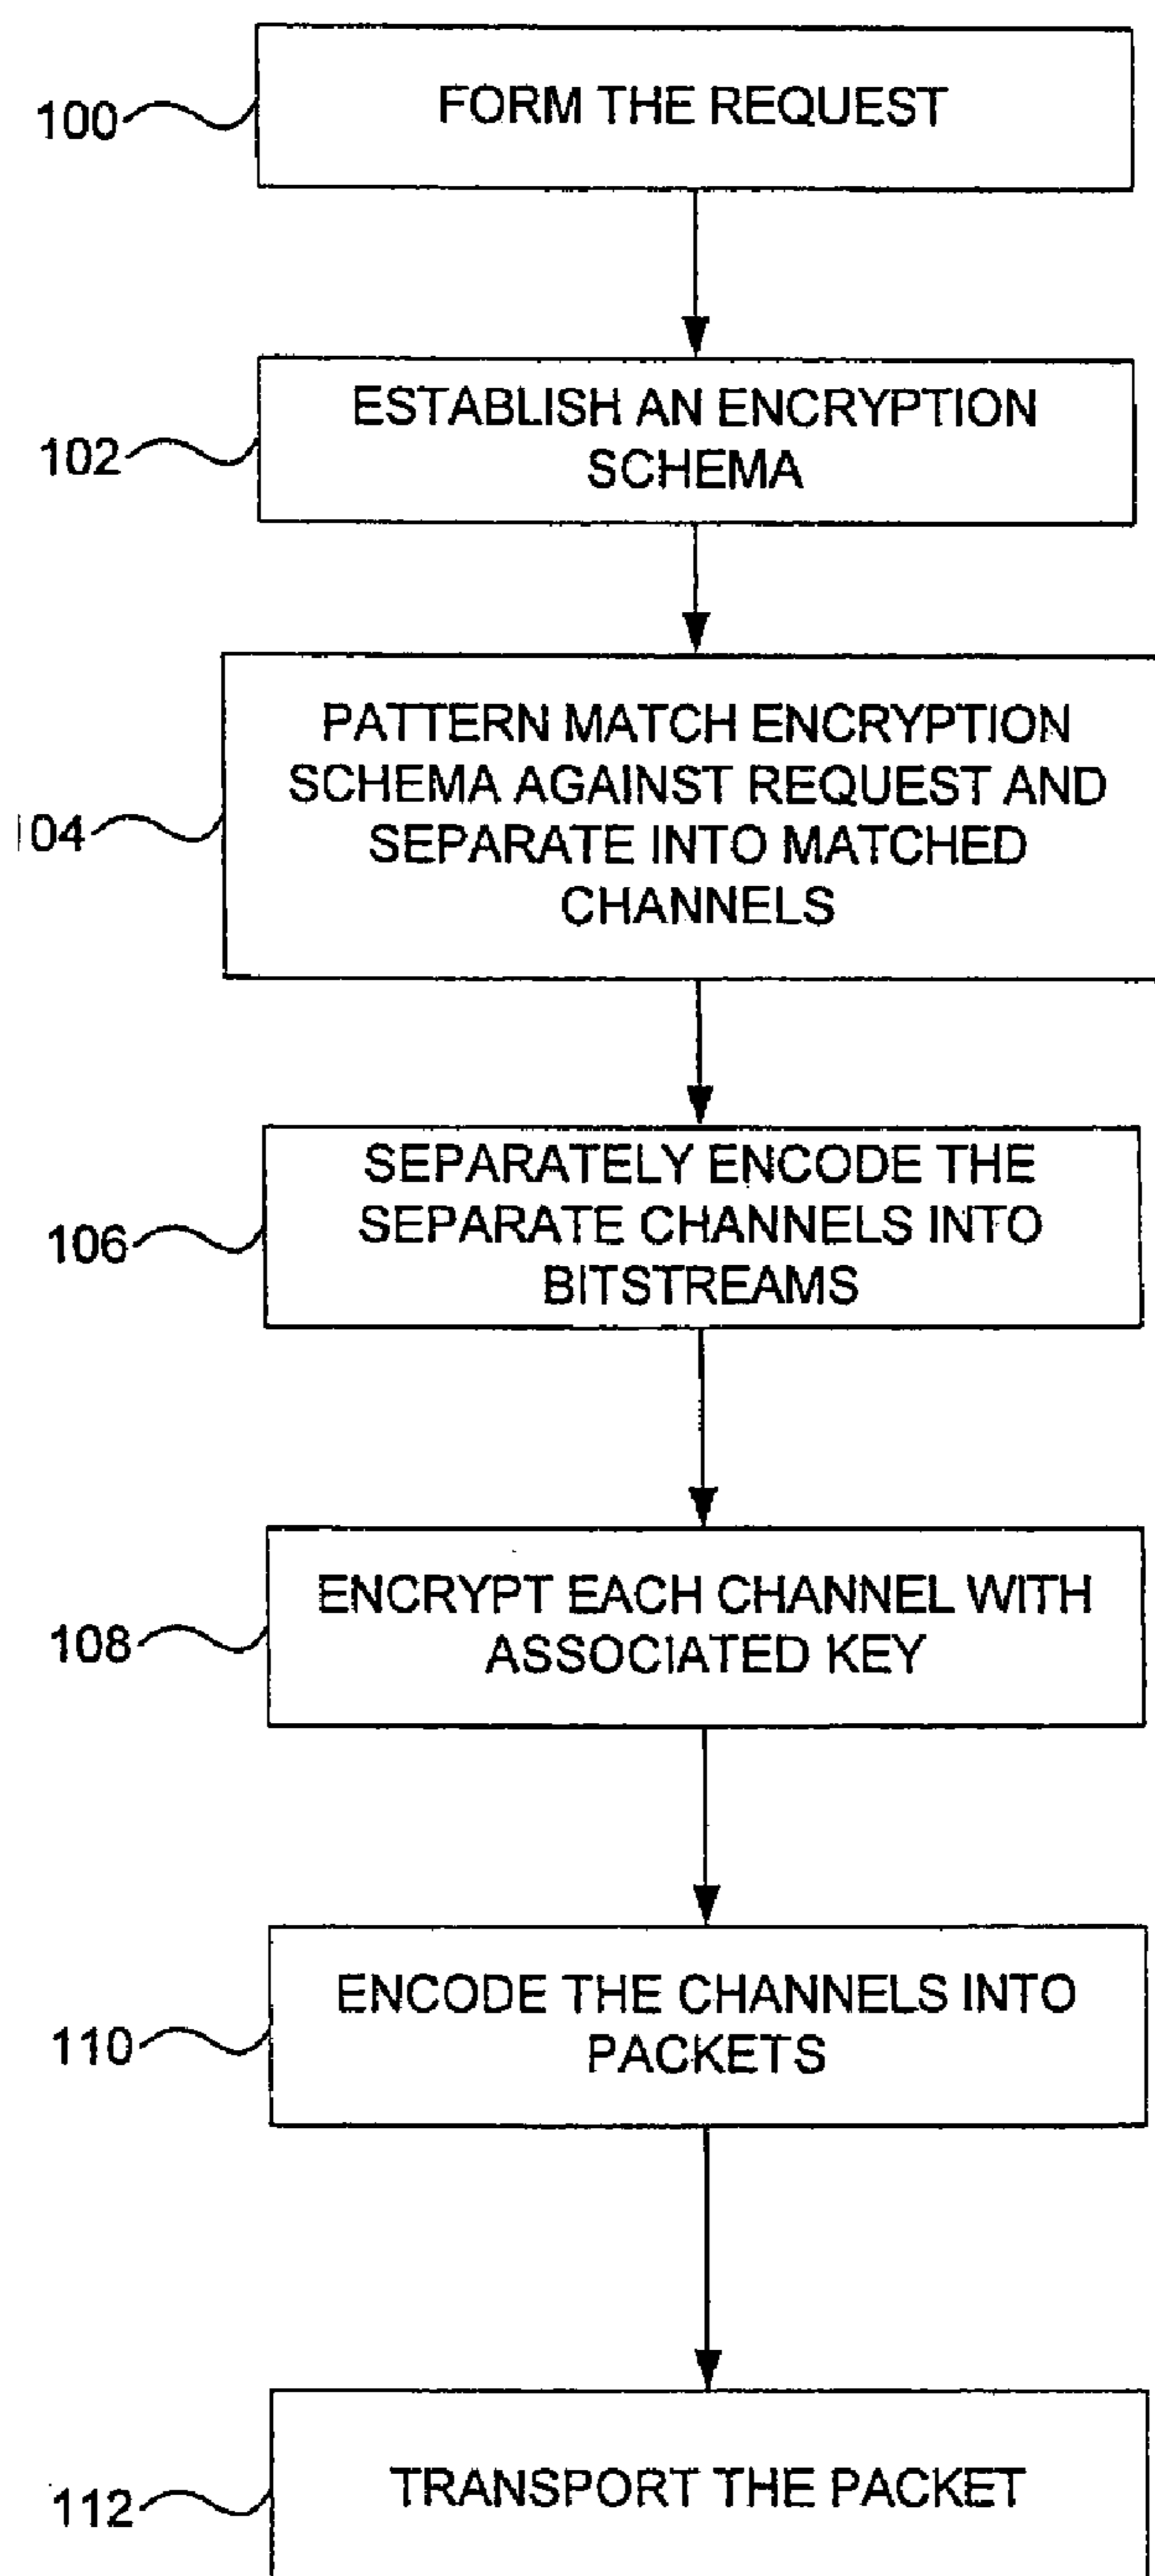 100
FORM THE REQUEST
102
ESTABLISH AN ENCRYPTION
SCHEMA
104
PATTERN MATCH ENCRYPTION
SCHEMA AGAINST REQUEST AND
SEPARATE INTO MATCHED
CHANNELS
106
SEPARATELY ENCODE THE
SEPARATE CHANNELS INTO
BITSTREAMS
108
ENCRYPT EACH CHANNEL WITH
ASSOCIATED KEY
110
ENCODE THE CHANNELS INTO
PACKETS
112
TRANSPORT THE PACKET